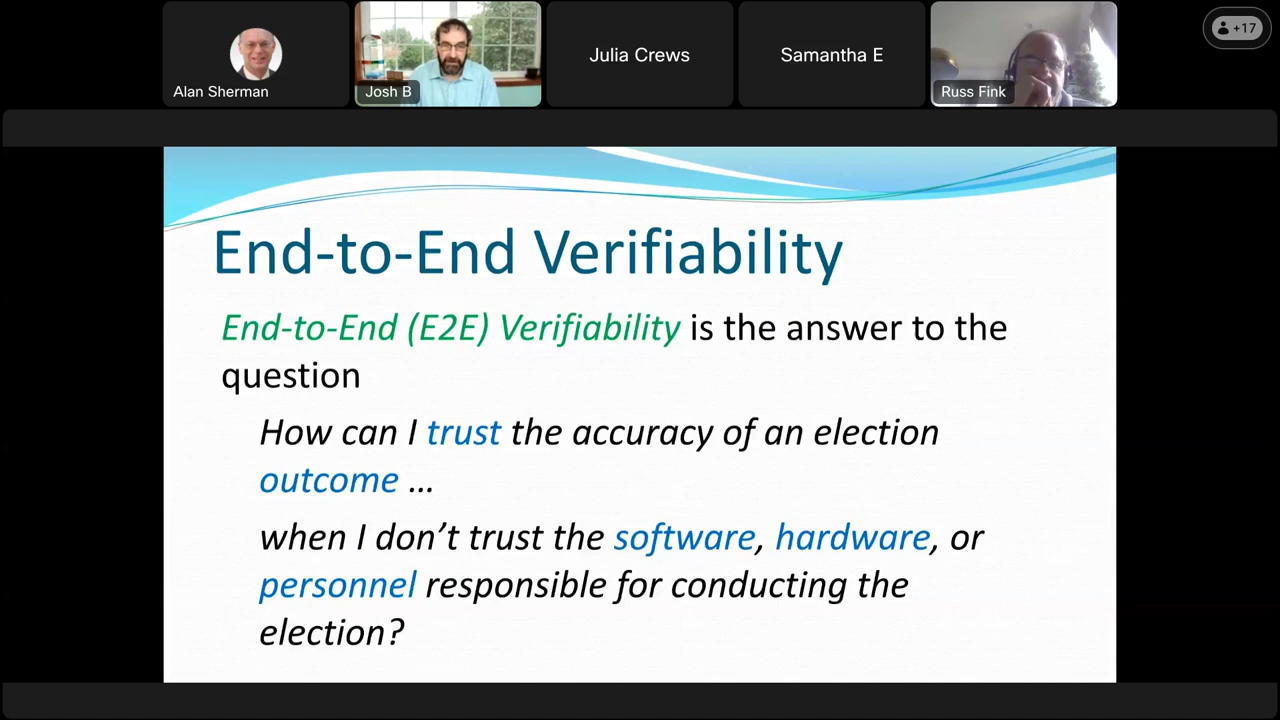 Alan Sherman
Josh B
Julia Crews
Samantha E
Russ Fink
+17
End-to-End Verifiability
End-to-End (E2E) Verifiability is the answer to the
question
How can I trust the accuracy of an election
outcome …
when I don’t trust the software, hardware, or
personnel responsible for conducting the
election?